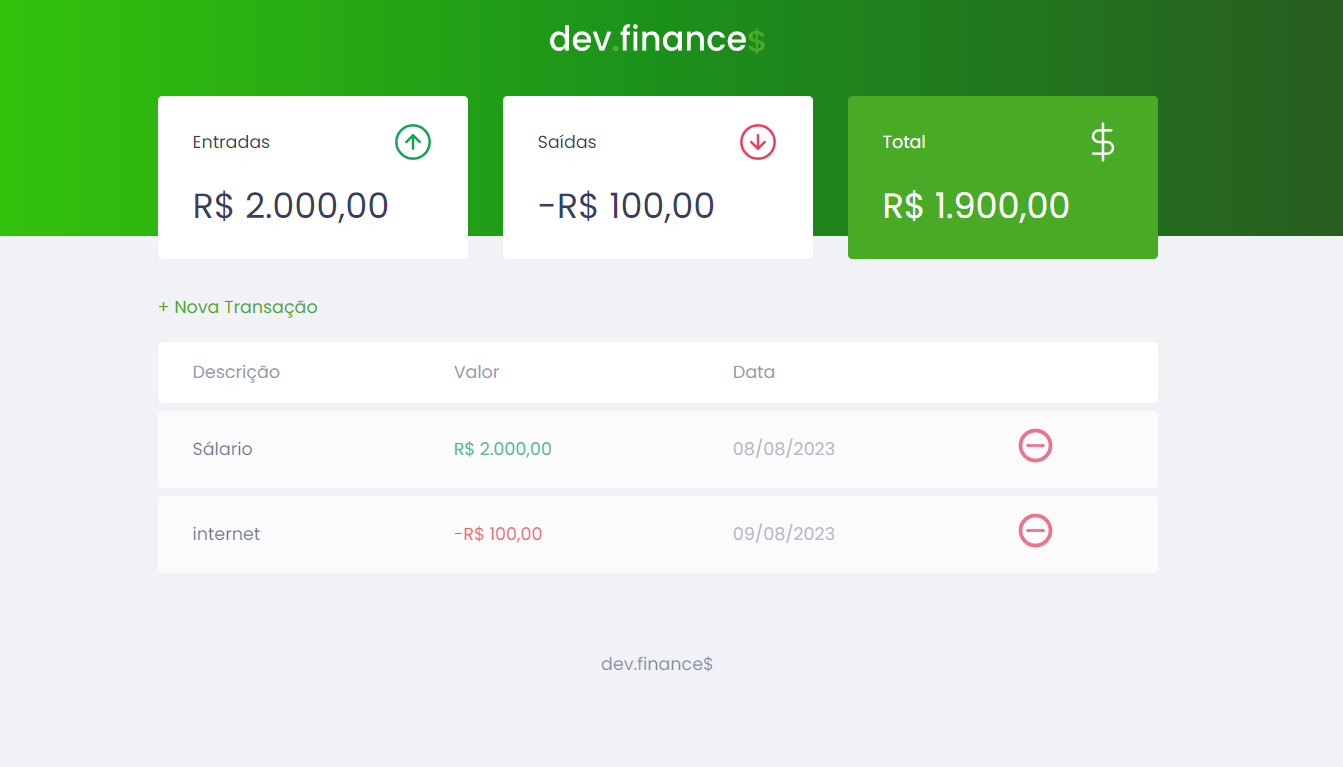 dev.finance$
Entradas
R$ 2.000,00
Saídas
-R$ 100,00
Total
$
R$ 1.900,00
+ Nova Transação
Descrição Valor Data
Sálario R$ 2.000,00 08/08/2023
internet -R$ 100,00 09/08/2023
dev.finance$